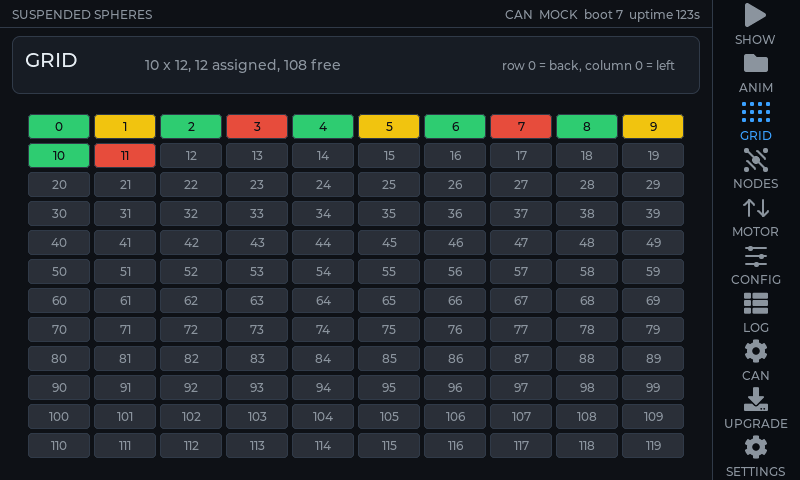 SUSPENDED SPHERES
CAN MOCK boot 7 uptime 123s
GRID
10 x 12, 12 assigned, 108 free
row 0 = back, column 0 = left
0 1 2 3 4 5 6 7 8 9
10 11 12 13 14 15 16 17 18 19
20 21 22 23 24 25 26 27 28 29
30 31 32 33 34 35 36 37 38 39
40 41 42 43 44 45 46 47 48 49
50 51 52 53 54 55 56 57 58 59
60 61 62 63 64 65 66 67 68 69
70 71 72 73 74 75 76 77 78 79
80 81 82 83 84 85 86 87 88 89
90 91 92 93 94 95 96 97 98 99
100 101 102 103 104 105 106 107 108 109
110 111 112 113 114 115 116 117 118 119
SHOW
ANIM
GRID
NODES
MOTOR
CONFIG
LOG
CAN
UPGRADE
SETTINGS